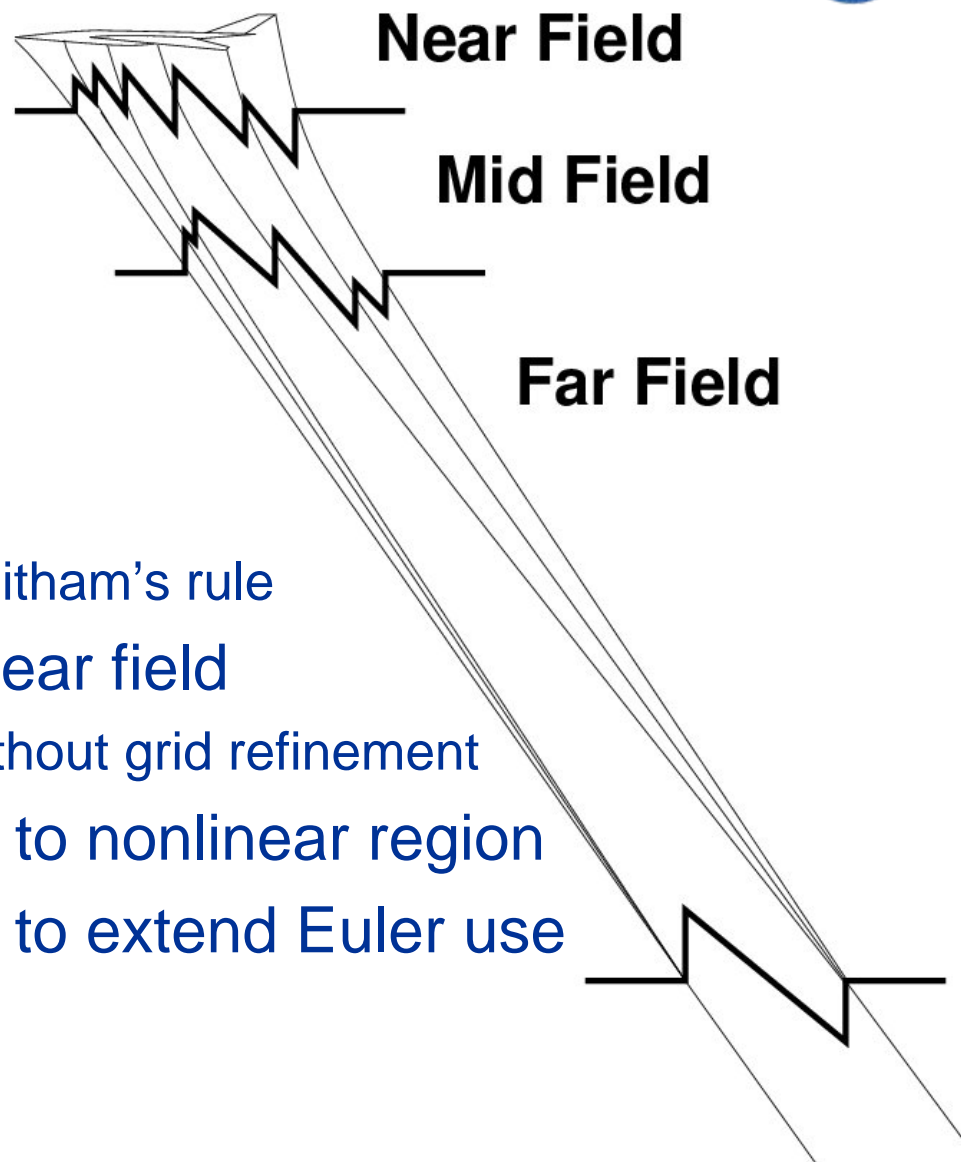 Near Field
Mid Field
Far Field
itham’s rule
ear field
thout grid refinement
to nonlinear region
to extend Euler use